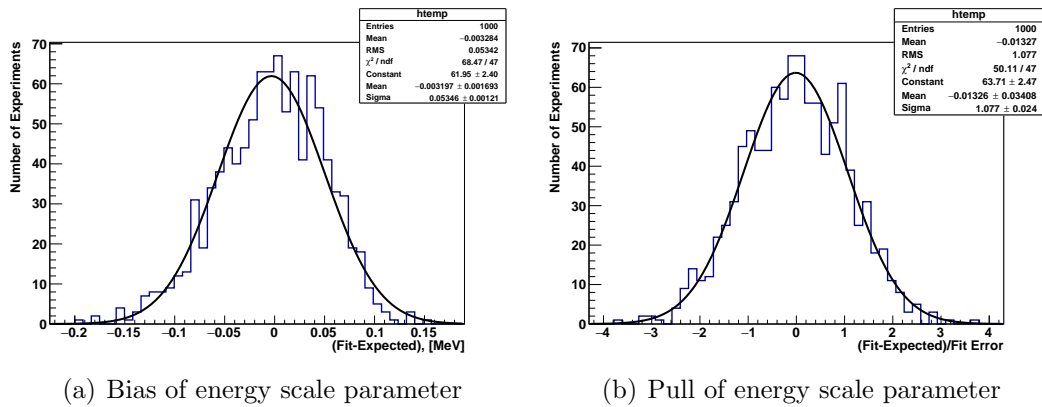 htemp
Entries 1000
Mean −0.003284
RMS 0.05342
χ² / ndf 68.47 / 47
Constant 61.95 ± 2.40
Mean −0.003197 ± 0.001693
Sigma 0.05346 ± 0.00121
Number of Experiments
70
60
50
40
30
20
10
0
−0.2 −0.15 −0.1 −0.05 0 0.05 0.1 0.15
(Fit-Expected), [MeV]
(a) Bias of energy scale parameter
htemp
Entries 1000
Mean −0.01327
RMS 1.077
χ² / ndf 50.11 / 47
Constant 63.71 ± 2.47
Mean −0.01326 ± 0.03408
Sigma 1.077 ± 0.024
Number of Experiments
70
60
50
40
30
20
10
0
−4 −3 −2 −1 0 1 2 3 4
(Fit-Expected)/Fit Error
(b) Pull of energy scale parameter